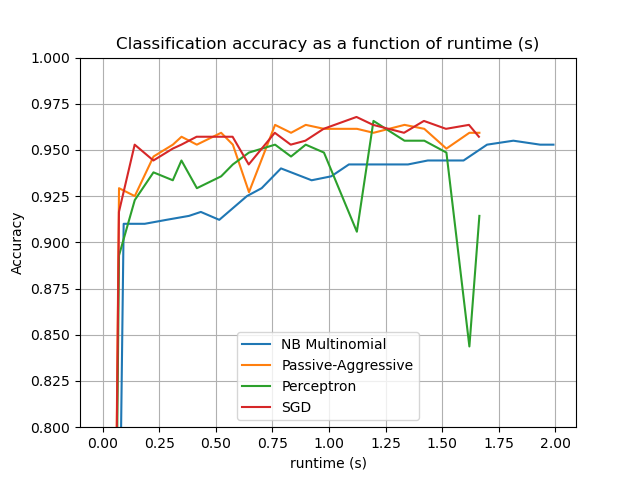 Classification accuracy as a function of runtime (s)
1.000
0.975
0.950
0.925
0.900
0.875
0.850
0.825
0.800
Accuracy
NB Multinomial
Passive-Aggressive
Perceptron
SGD
0.00 0.25 0.50 0.75 1.00 1.25 1.50 1.75 2.00
runtime (s)